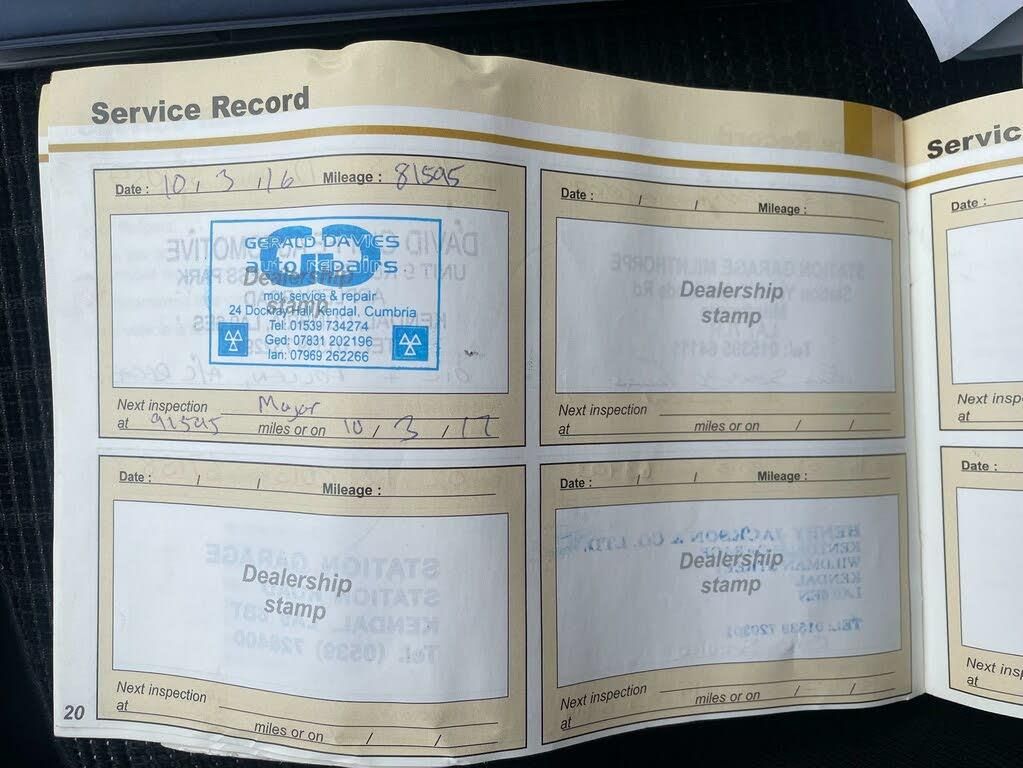 Service Record
Date : 10 / 3 / 16 Mileage : 81595
GERALD DAVIES
auto repairs
Dealership
stamp
mot, service & repair
24 Dockray Hall Kendal, Cumbria
Tel: 01539 734274
Ged: 07831 202196
Ian: 07969 262266
Next inspection Major
at 91595 miles or on 10 / 3 / 17
Date : / / Mileage :
Dealership
stamp
Next inspection
at miles or on / /
Date : / / Mileage :
Dealership
stamp
Next inspection
at miles or on / /
Date : / / Mileage :
Dealership
stamp
Next inspection
at miles or on / /
20
Servic
Date :
Next insp
at
Date :
Next insp
at